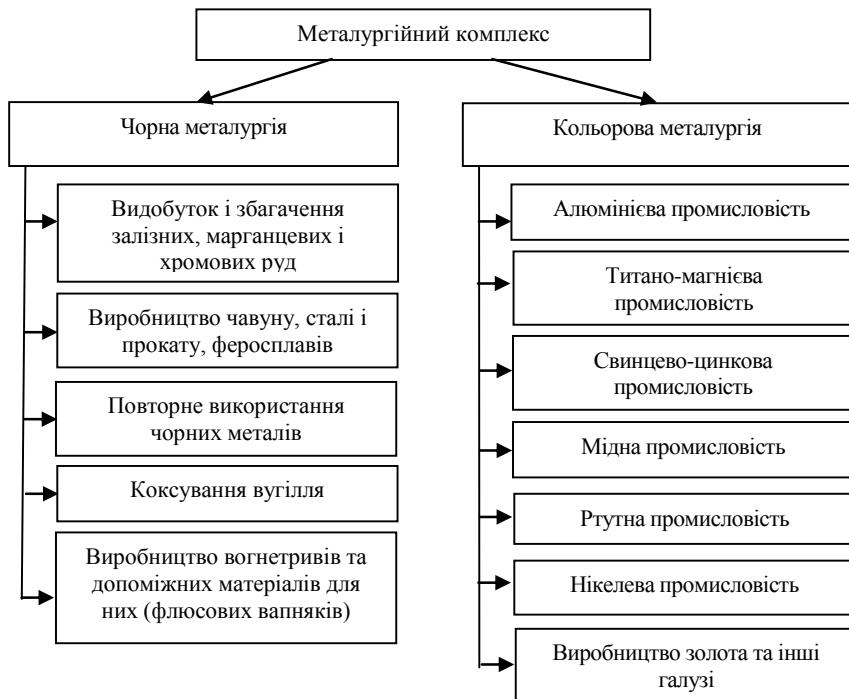 Металургійний комплекс
Чорна металургія
Видобуток і збагачення
залізних, марганцевих і
хромових руд
Виробництво чавуну, сталі і
прокату, феросплавів
Повторне використання
чорних металів
Коксування вугілля
Виробництво вогнетривів та
допоміжних матеріалів для
них (флюсових вапняків)
Кольорова металургія
Алюмінієва промисловість
Титано-магнієва
промисловість
Свинцево-цинкова
промисловість
Мідна промисловість
Ртутна промисловість
Нікелева промисловість
Виробництво золота та інші
галузі